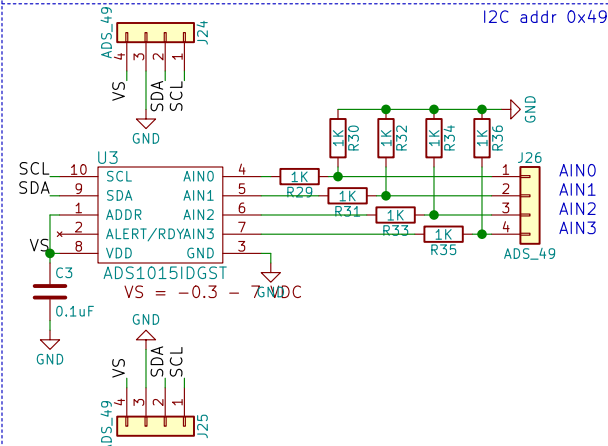 I2C addr 0x49
ADS_49
J24
4
3
2
1
VS
SDA
SCL
GND
GND
1K
R30
1K
R32
1K
R34
1K
R36
U3
J26
SCL
10
SCL
AIN0
4
1K
R29
1
AIN0
SDA
9
SDA
AIN1
5
1K
R31
2
AIN1
1
ADDR
AIN2
6
1K
R33
3
AIN2
2
ALERT/RDY
AIN3
7
1K
R35
4
AIN3
VS
8
VDD
GND
3
ADS_49
C3
ADS1015IDGST
VS = -0.3 - 7 VDC
GND
0.1uF
GND
GND
VS
SDA
SCL
4
3
2
1
ADS_49
J25